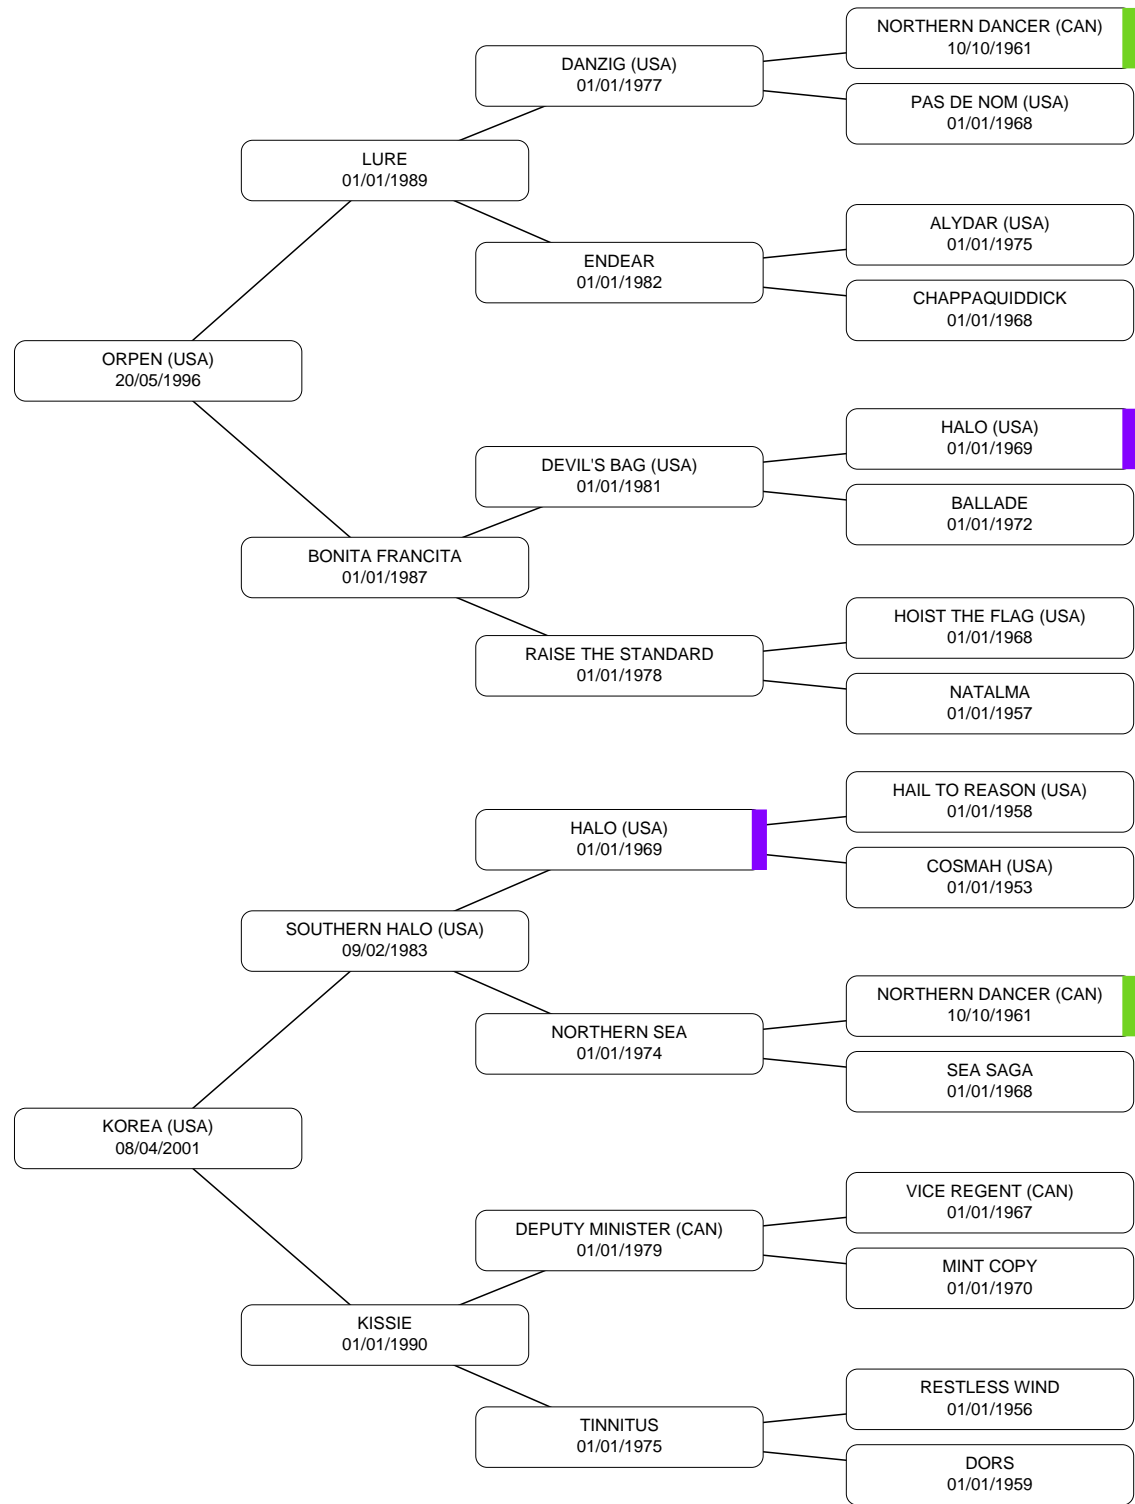 NORTHERN DANCER (CAN)
10/10/1961
DANZIG (USA)
01/01/1977
PAS DE NOM (USA)
01/01/1968
LURE
01/01/1989
ALYDAR (USA)
01/01/1975
ENDEAR
01/01/1982
CHAPPAQUIDDICK
01/01/1968
ORPEN (USA)
20/05/1996
HALO (USA)
01/01/1969
DEVIL'S BAG (USA)
01/01/1981
BALLADE
01/01/1972
BONITA FRANCITA
01/01/1987
HOIST THE FLAG (USA)
01/01/1968
RAISE THE STANDARD
01/01/1978
NATALMA
01/01/1957
HAIL TO REASON (USA)
01/01/1958
HALO (USA)
01/01/1969
COSMAH (USA)
01/01/1953
SOUTHERN HALO (USA)
09/02/1983
NORTHERN DANCER (CAN)
10/10/1961
NORTHERN SEA
01/01/1974
SEA SAGA
01/01/1968
KOREA (USA)
08/04/2001
VICE REGENT (CAN)
01/01/1967
DEPUTY MINISTER (CAN)
01/01/1979
MINT COPY
01/01/1970
KISSIE
01/01/1990
RESTLESS WIND
01/01/1956
TINNITUS
01/01/1975
DORS
01/01/1959